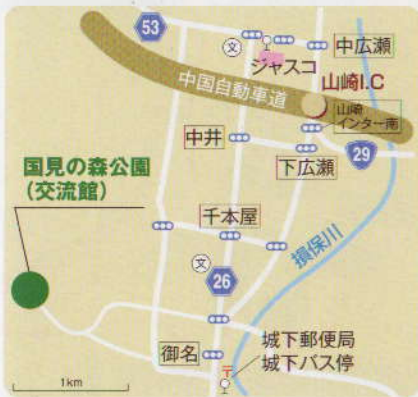 53
文
中広瀬
ジャスコ
中国自動車道
山崎I.C
山崎
インター南
中井
下広瀬
29
国見の森公園
(交流館)
千本屋
文
26
損保川
御名
城下郵便局
城下バス停
〒
1km